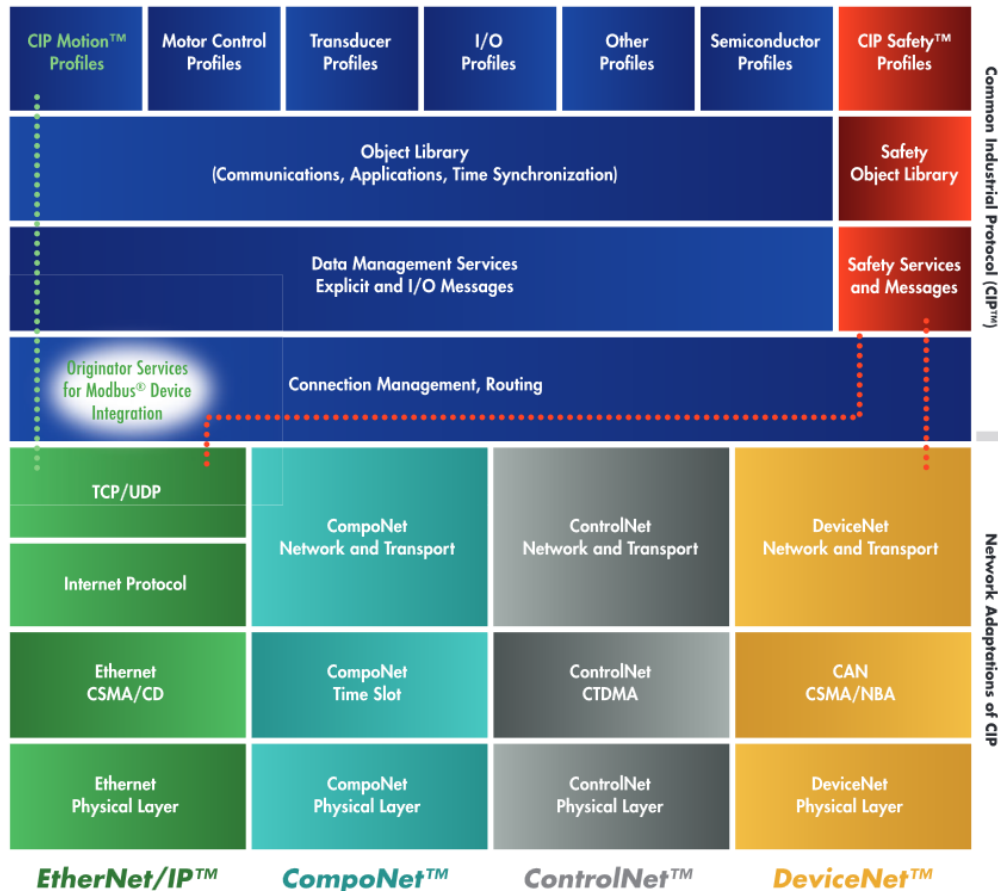 CIP Motion™
Profiles
Motor Control
Profiles
Transducer
Profiles
I/O
Profiles
Other
Profiles
Semiconductor
Profiles
CIP Safety™
Profiles
Object Library
(Communications, Applications, Time Synchronization)
Safety
Object Library
Data Management Services
Explicit and I/O Messages
Safety Services
and Messages
Originator Services
for Modbus® Device
Integration
Connection Management, Routing
Common Industrial Protocol (CIP™)
TCP/UDP
Internet Protocol
CompoNet
Network and Transport
ControlNet
Network and Transport
DeviceNet
Network and Transport
Ethernet
CSMA/CD
CompoNet
Time Slot
ControlNet
CTDMA
CAN
CSMA/NBA
Ethernet
Physical Layer
CompoNet
Physical Layer
ControlNet
Physical Layer
DeviceNet
Physical Layer
Network Adaptations of CIP
EtherNet/IP™
CompoNet™
ControlNet™
DeviceNet™